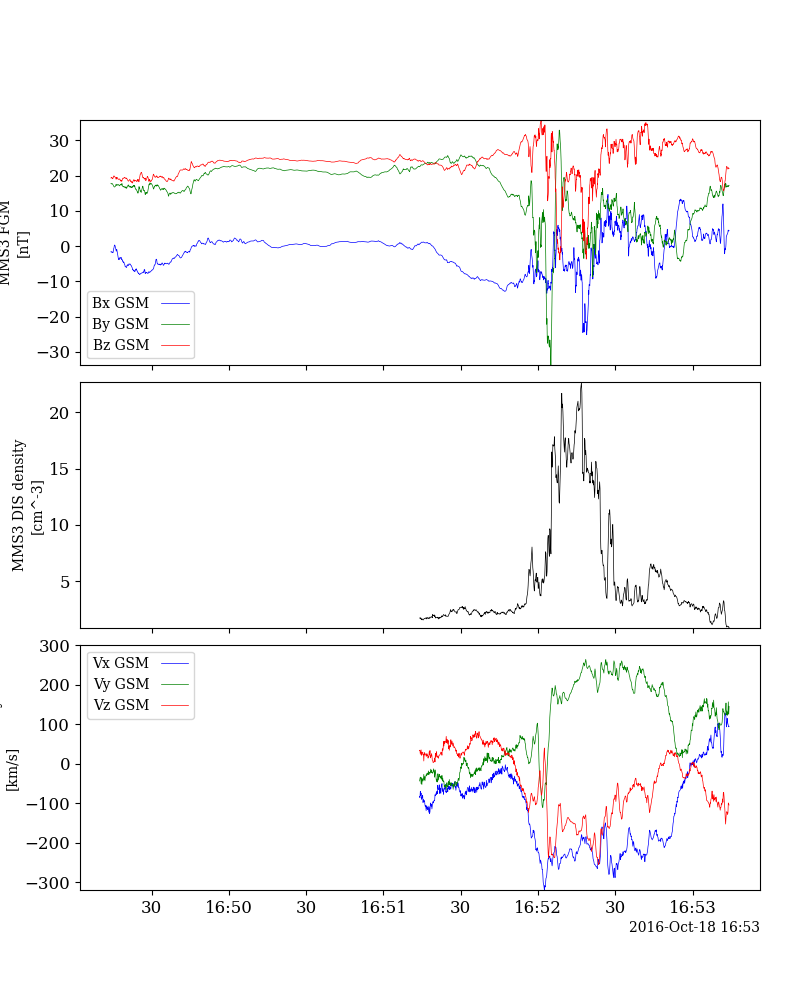 30
20
10
0
−10
−20
−30
MMS3 FGM
[nT]
Bx GSM
By GSM
Bz GSM
20
15
10
5
MMS3 DIS density
[cm^-3]
300
200
100
0
−100
−200
−300
[km/s]
Vx GSM
Vy GSM
Vz GSM
30 16:50 30 16:51 30 16:52 30 16:53
2016-Oct-18 16:53